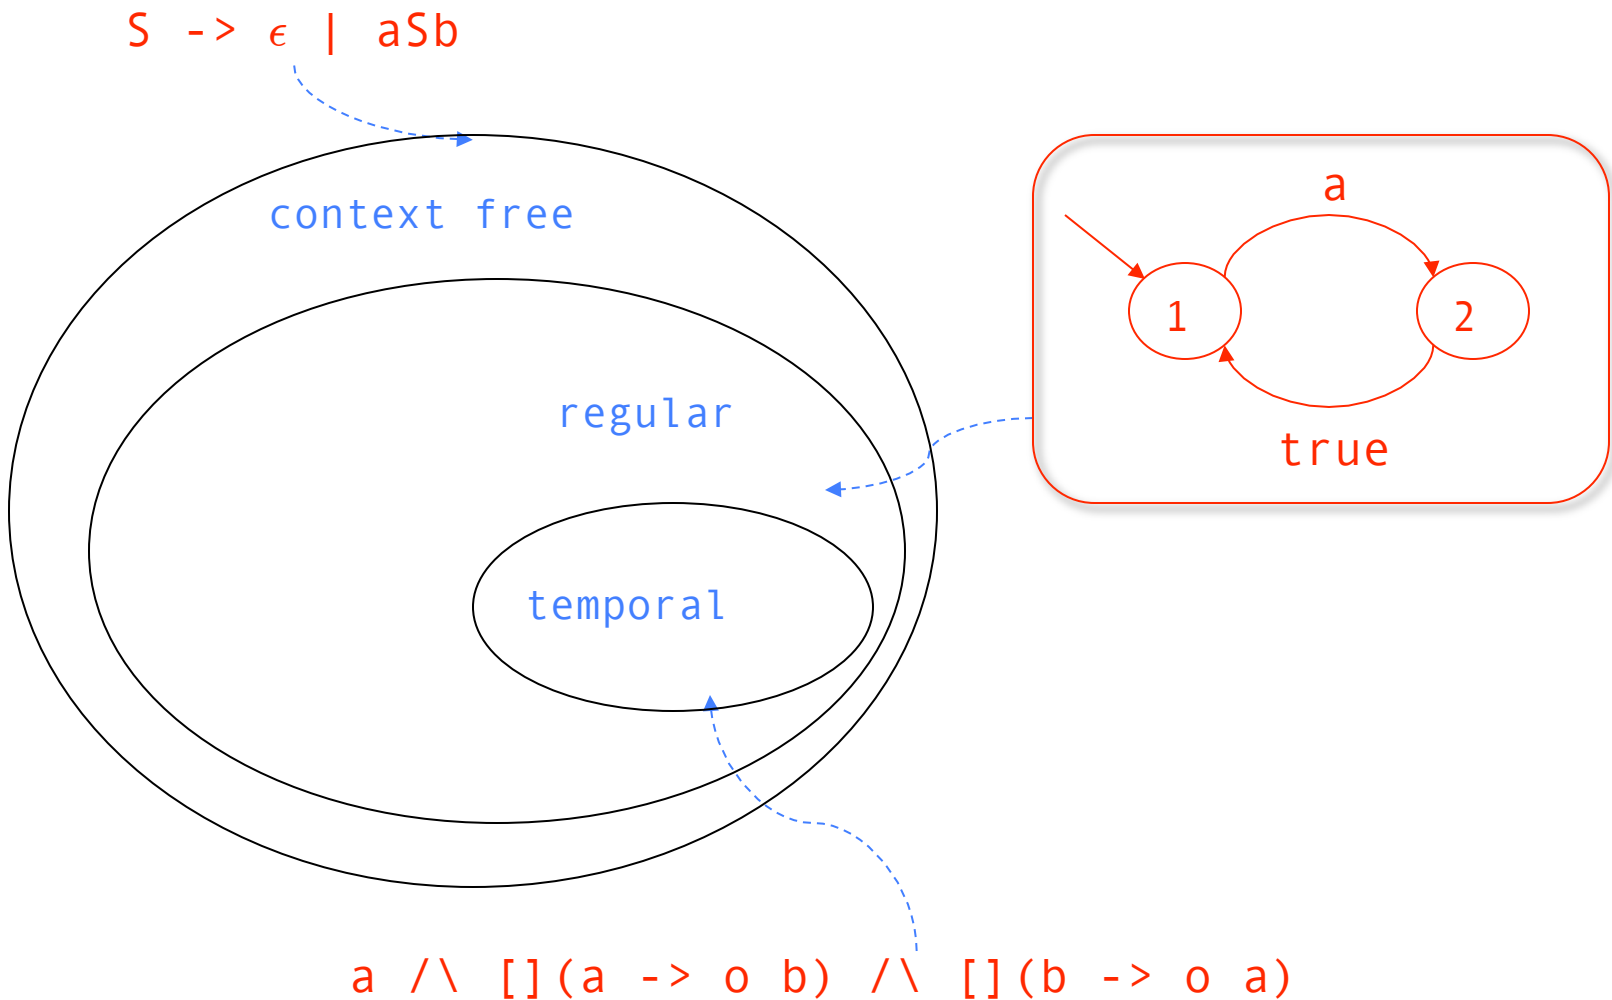 S -> ϵ | aSb
context free
a
1
2
regular
true
temporal
a /\ [](a -> o b) /\ [](b -> o a)